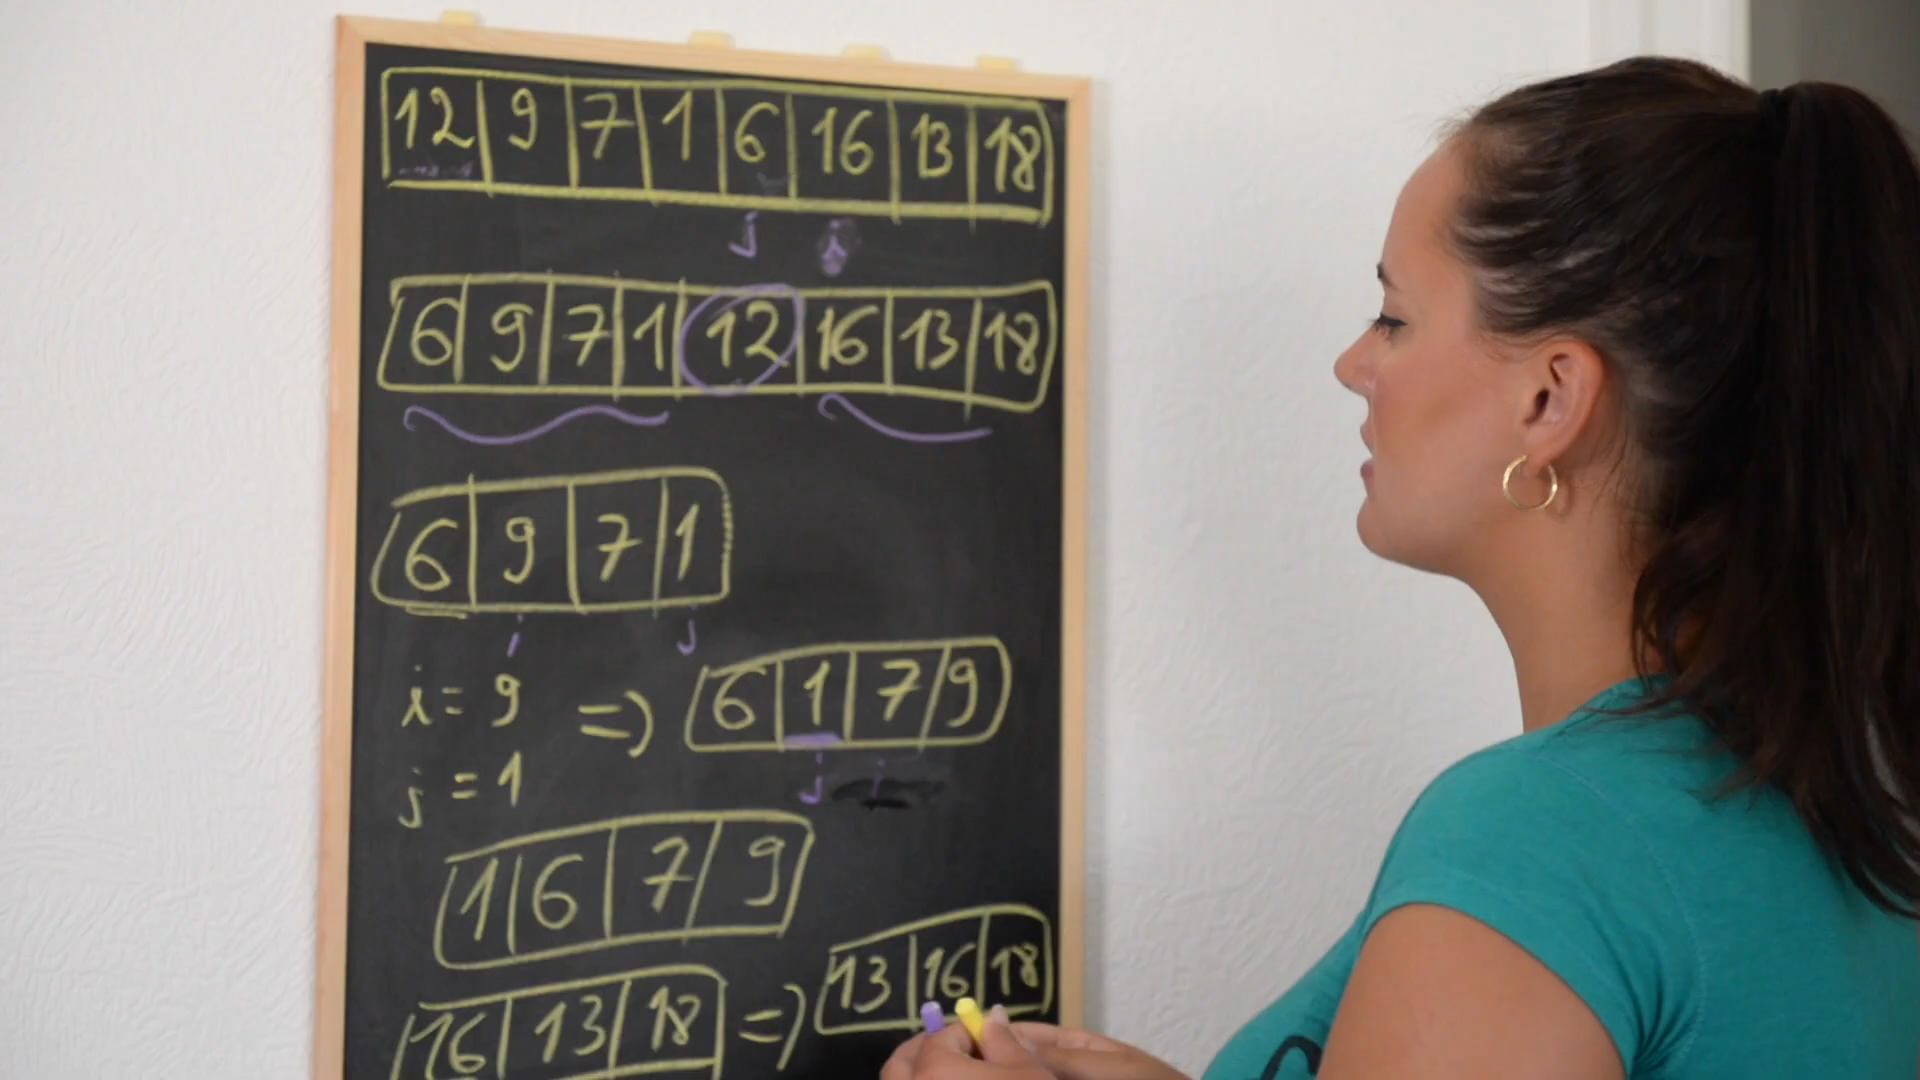 12 9 7 1 6 16 13 18
j
6 9 7 1 12 16 13 18
6 9 7 1
i j
i = 9 => 6 1 7 9
j i
j = 1
1 6 7 9
16 13 18 => 13 16 18